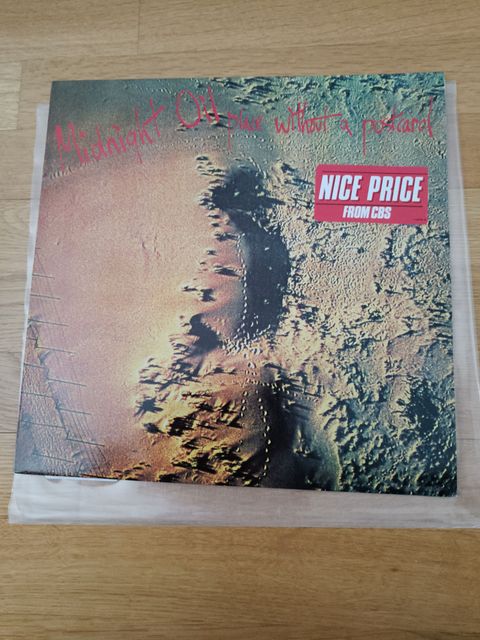 Midnight Oil place without a postcard
NICE PRICE
FROM CBS